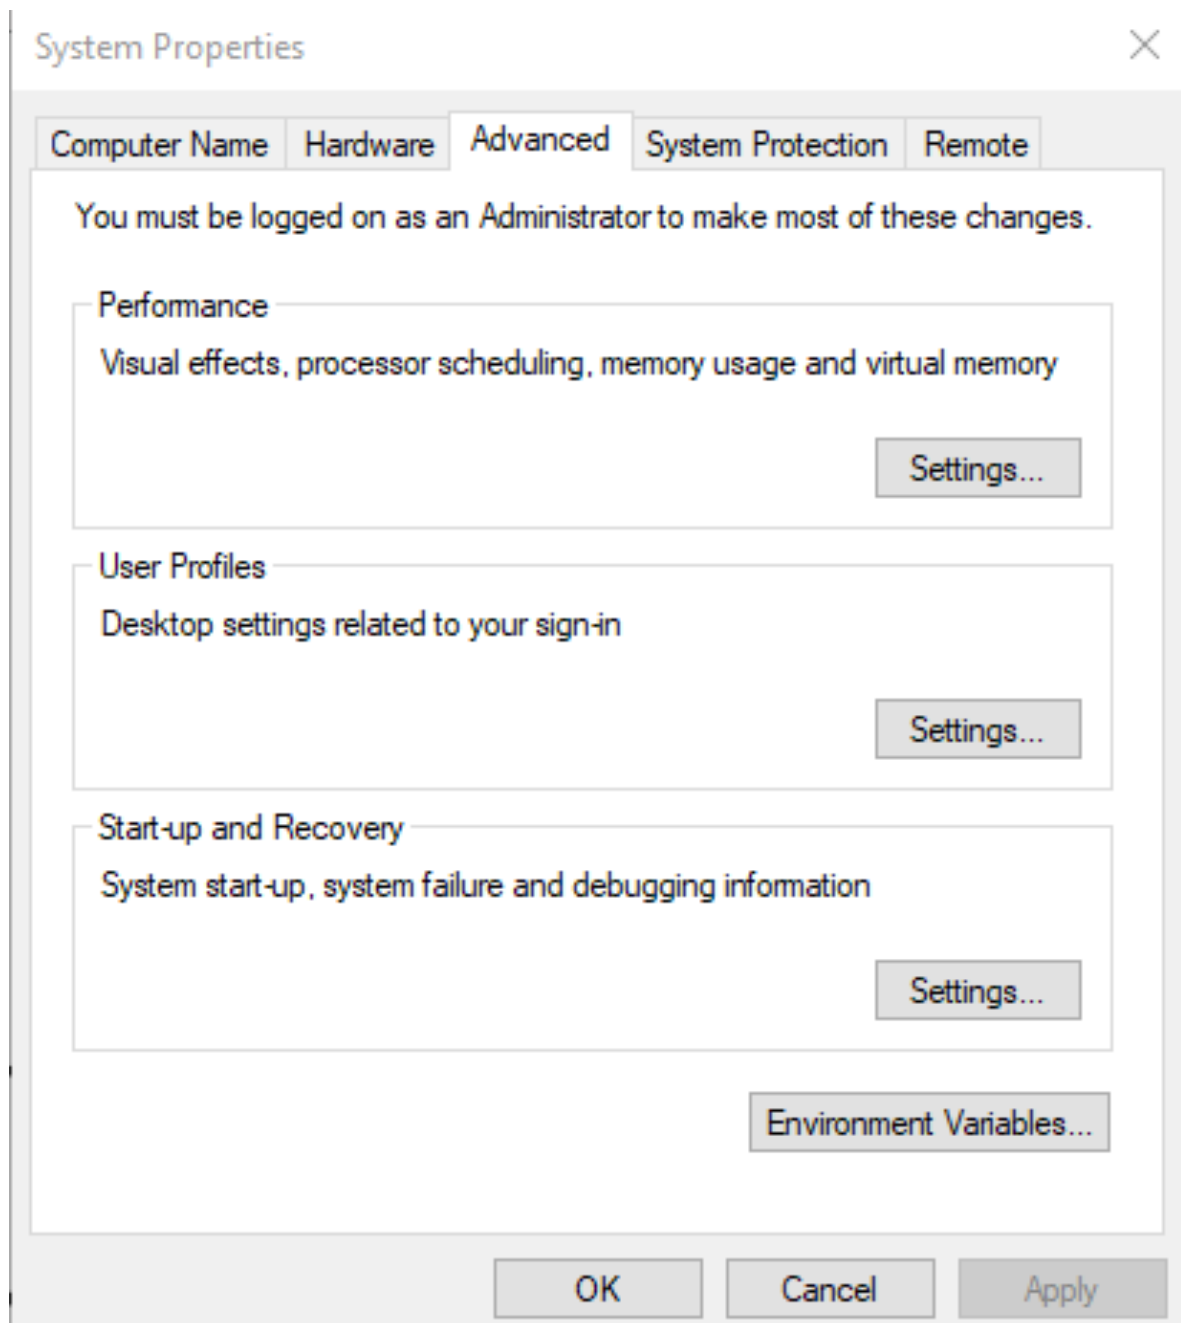 System Properties
Computer Name Hardware Advanced System Protection Remote
You must be logged on as an Administrator to make most of these changes.
Performance
Visual effects, processor scheduling, memory usage and virtual memory
Settings...
User Profiles
Desktop settings related to your sign-in
Settings...
Start-up and Recovery
System start-up, system failure and debugging information
Settings...
Environment Variables...
OK Cancel Apply